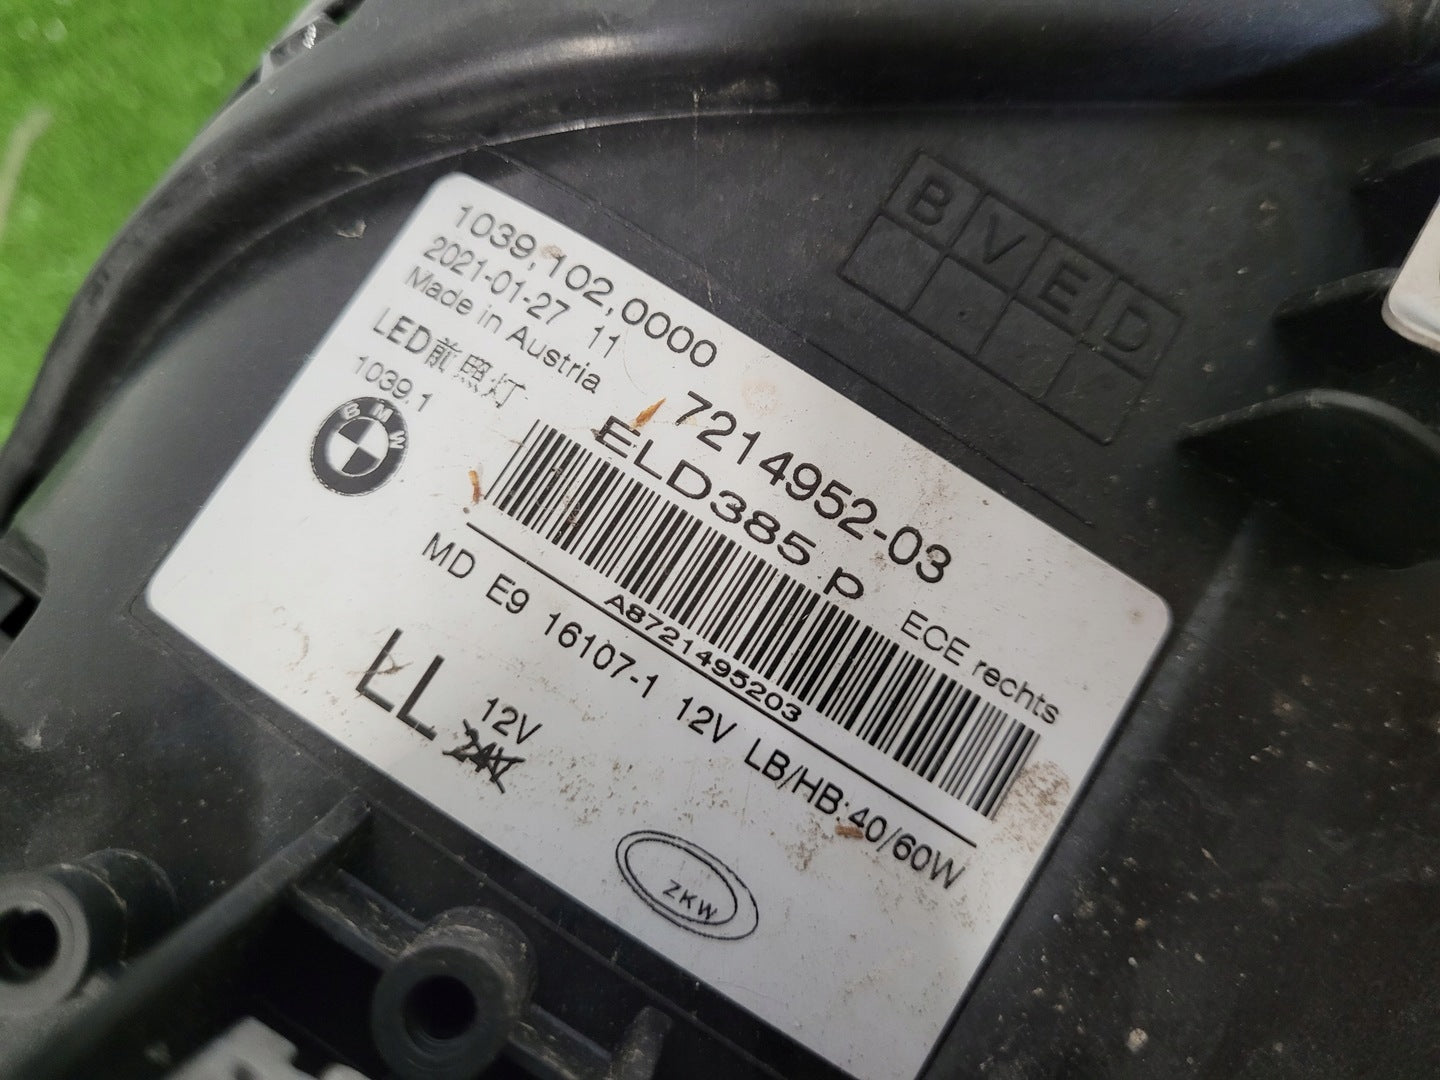 BVED
1039.102.0000
2021-01-27 11
Made in Austria
LED前照灯
1039.1
BMW
7214952-03
ELD385 P
ECE rechts
A8721495203
MD E9 16107-1 12V LB/HB:40/60W
LL 12V
24V
ZKW